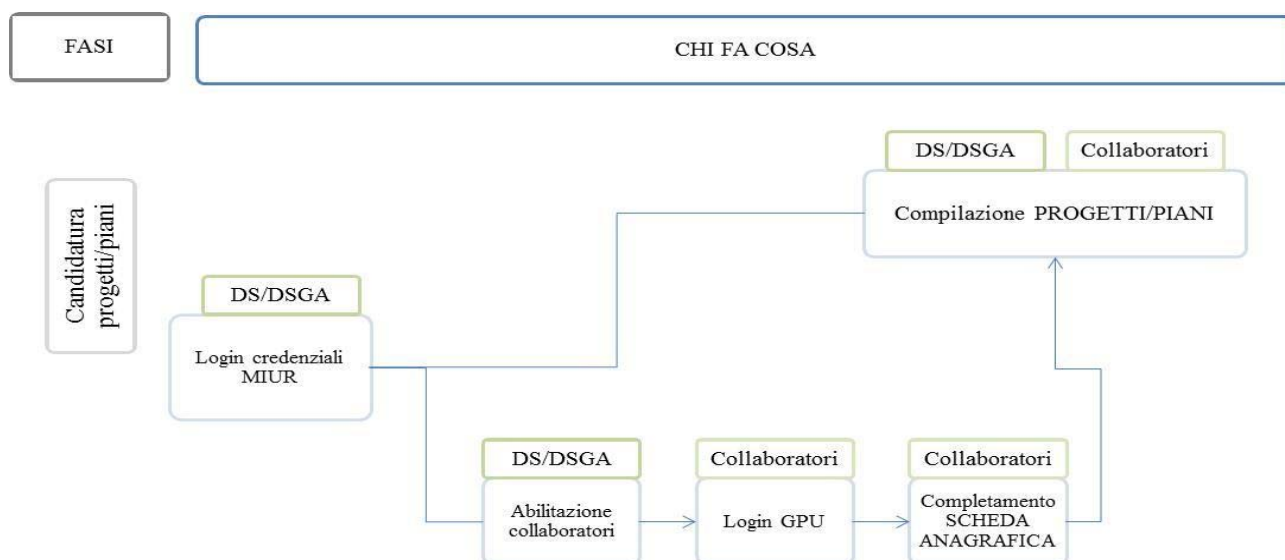 FASI
CHI FA COSA
DS/DSGA
Collaboratori
Compilazione PROGETTI/PIANI
Candidatura
progetti/piani
DS/DSGA
Login credenziali
MIUR
DS/DSGA
Collaboratori
Collaboratori
Abilitazione
collaboratori
Login GPU
Completamento
SCHEDA
ANAGRAFICA